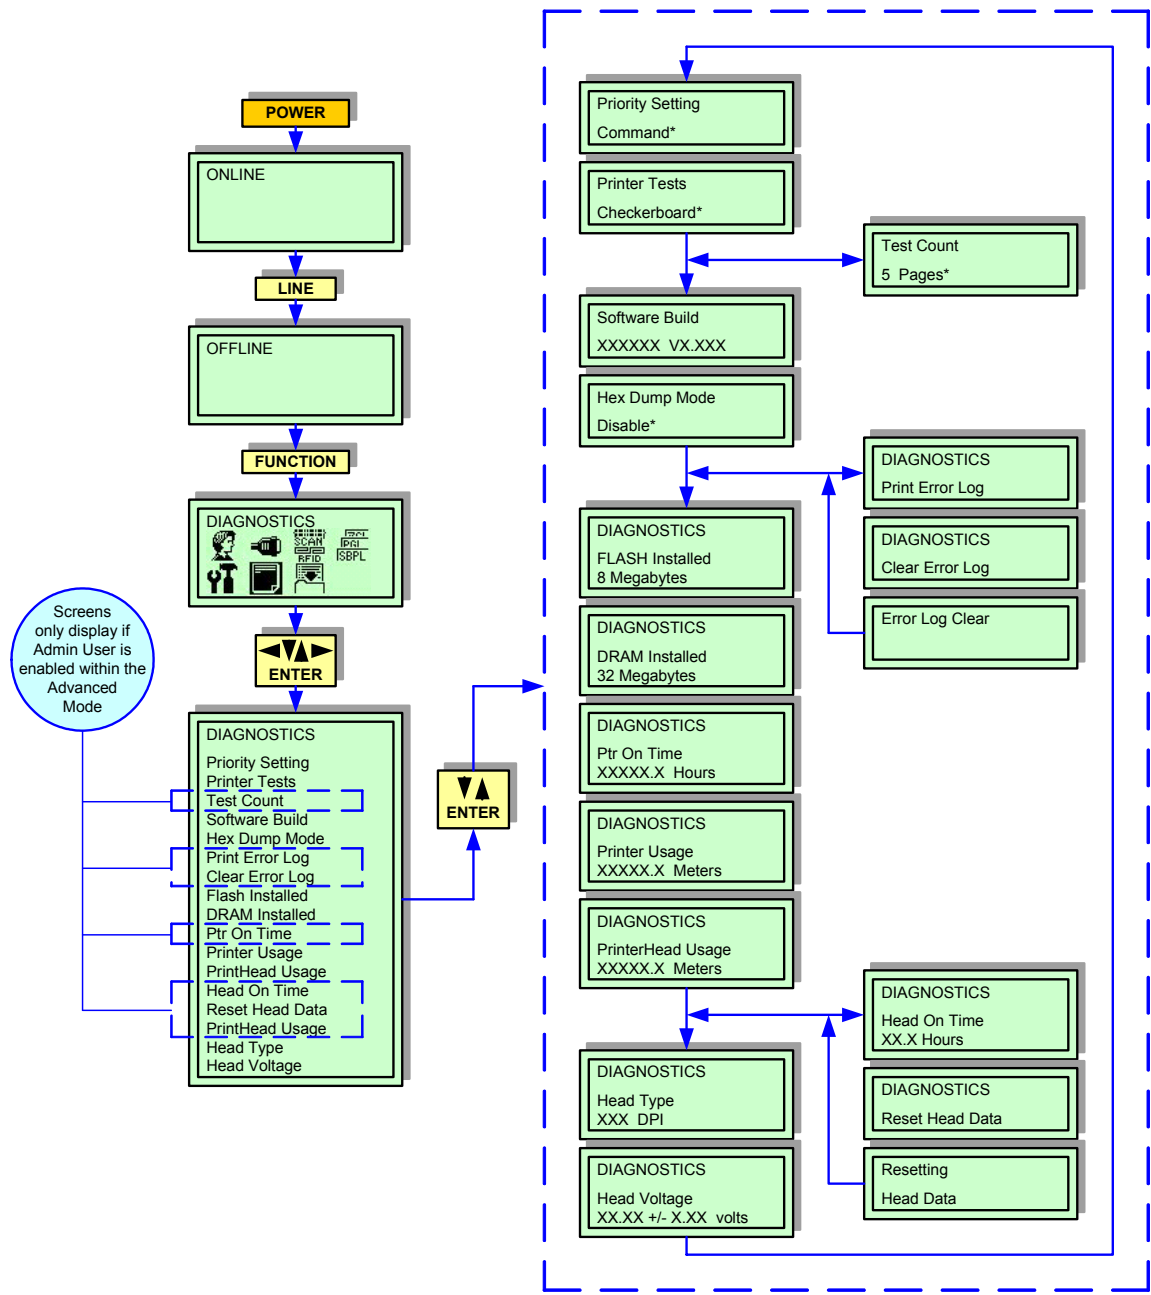 POWER
ONLINE
LINE
OFFLINE
FUNCTION
DIAGNOSTICS
SCAN
RFID
PGL
SBPL
ENTER
Screens
only display if
Admin User is
enabled within the
Advanced
Mode
DIAGNOSTICS
Priority Setting
Printer Tests
Test Count
Software Build
Hex Dump Mode
Print Error Log
Clear Error Log
Flash Installed
DRAM Installed
Ptr On Time
Printer Usage
PrintHead Usage
Head On Time
Reset Head Data
PrintHead Usage
Head Type
Head Voltage
ENTER
Priority Setting
Command*
Printer Tests
Checkerboard*
Test Count
5 Pages*
Software Build
XXXXXX VX.XXX
Hex Dump Mode
Disable*
DIAGNOSTICS
Print Error Log
DIAGNOSTICS
Clear Error Log
Error Log Clear
DIAGNOSTICS
FLASH Installed
8 Megabytes
DIAGNOSTICS
DRAM Installed
32 Megabytes
DIAGNOSTICS
Ptr On Time
XXXXX.X Hours
DIAGNOSTICS
Printer Usage
XXXXX.X Meters
DIAGNOSTICS
PrinterHead Usage
XXXXX.X Meters
DIAGNOSTICS
Head On Time
XX.X Hours
DIAGNOSTICS
Reset Head Data
Resetting
Head Data
DIAGNOSTICS
Head Type
XXX DPI
DIAGNOSTICS
Head Voltage
XX.XX +/- X.XX volts